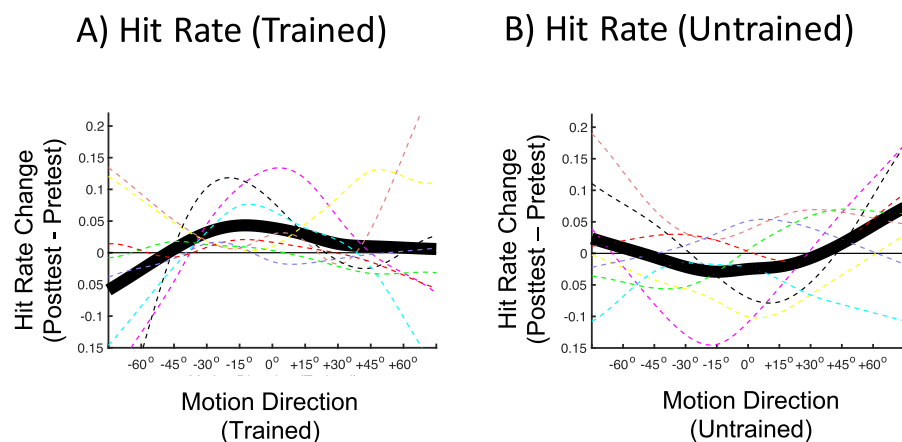 A) Hit Rate (Trained)
B) Hit Rate (Untrained)
Hit Rate Change
(Posttest - Pretest)
0.2
0.15
0.1
0.05
0
0.05
-0.1
0.15
-60° -45° -30° -15° 0° +15° +30° +45° +60°
Motion Direction
(Trained)
Hit Rate Change
(Posttest – Pretest)
0.2
0.15
0.1
0.05
0
0.05
-0.1
0.15
-60° -45° -30° -15° 0° +15° +30° +45° +60°
Motion Direction
(Untrained)